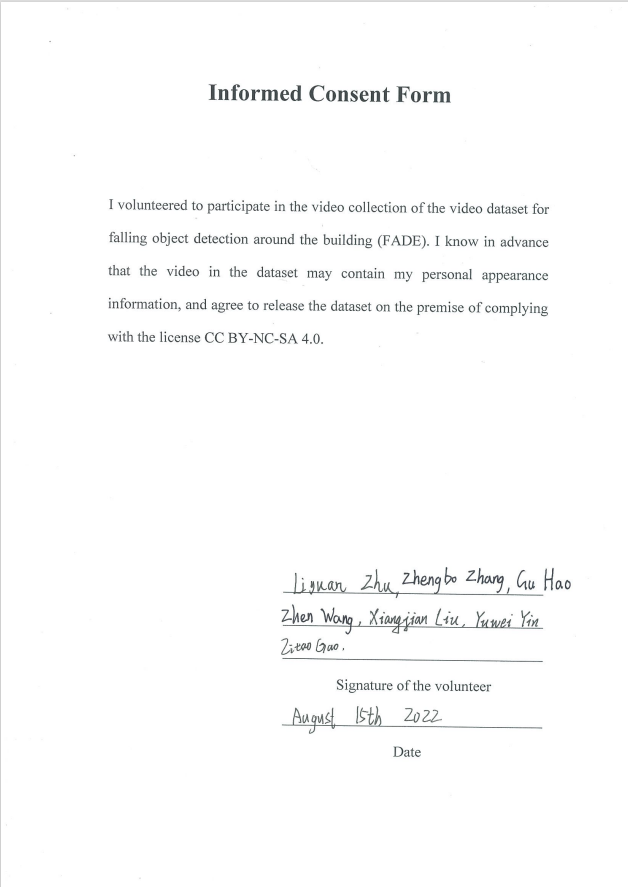 Informed Consent Form
I volunteered to participate in the video collection of the video dataset for
falling object detection around the building (FADE). I know in advance
that the video in the dataset may contain my personal appearance
information, and agree to release the dataset on the premise of complying
with the license CC BY-NC-SA 4.0.
Liguan Zhu, Zhengbo Zhang, Gu Hao
Zhen Wang, Xiangjian Liu, Yuwei Yin
Zitao Gao.
Signature of the volunteer
August 15th 2022
Date